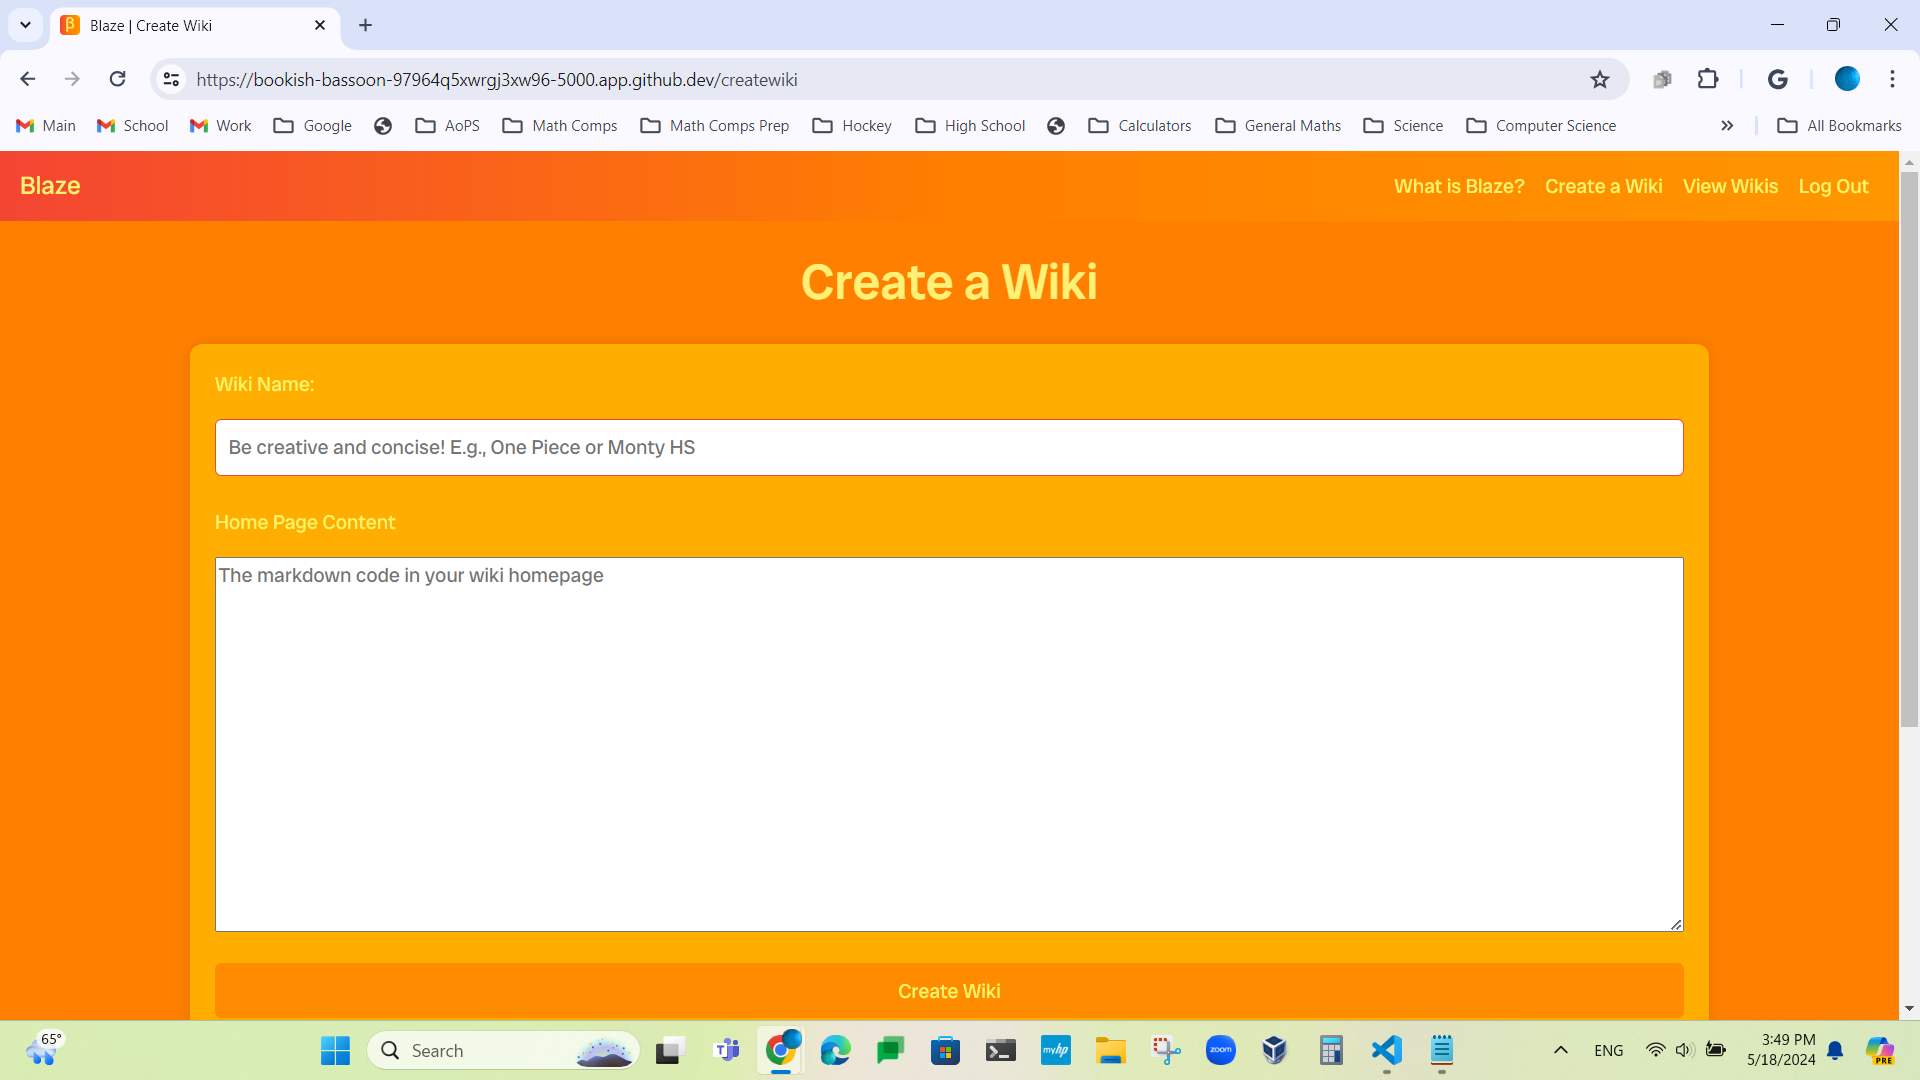 Blaze | Create Wiki
https://bookish-bassoon-97964q5xwrgj3xw96-5000.app.github.dev/createwiki
Main School Work Google AoPS Math Comps Math Comps Prep Hockey High School Calculators General Maths Science Computer Science » All Bookmarks
Blaze What is Blaze? Create a Wiki View Wikis Log Out
Create a Wiki
Wiki Name:
Be creative and concise! E.g., One Piece or Monty HS
Home Page Content
The markdown code in your wiki homepage
Create Wiki
65° Search myhp zoom ENG 3:49 PM
5/18/2024 PRE